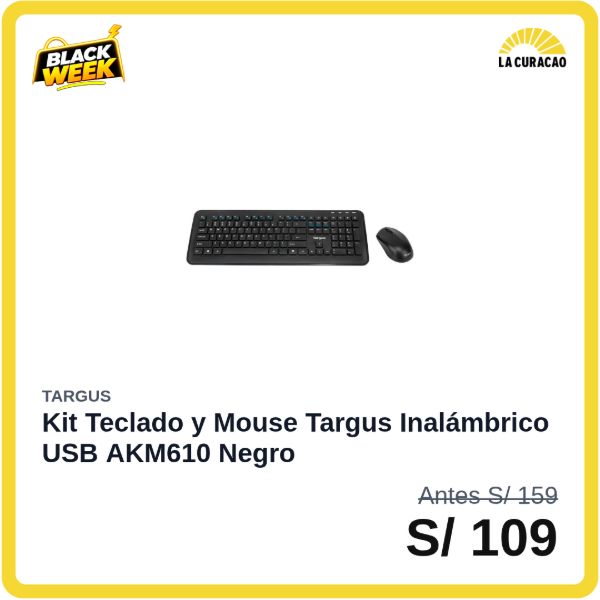 BLACK
WEEK
LA CURACAO
TARGUS
Kit Teclado y Mouse Targus Inalámbrico
USB AKM610 Negro
Antes S/ 159
S/ 109